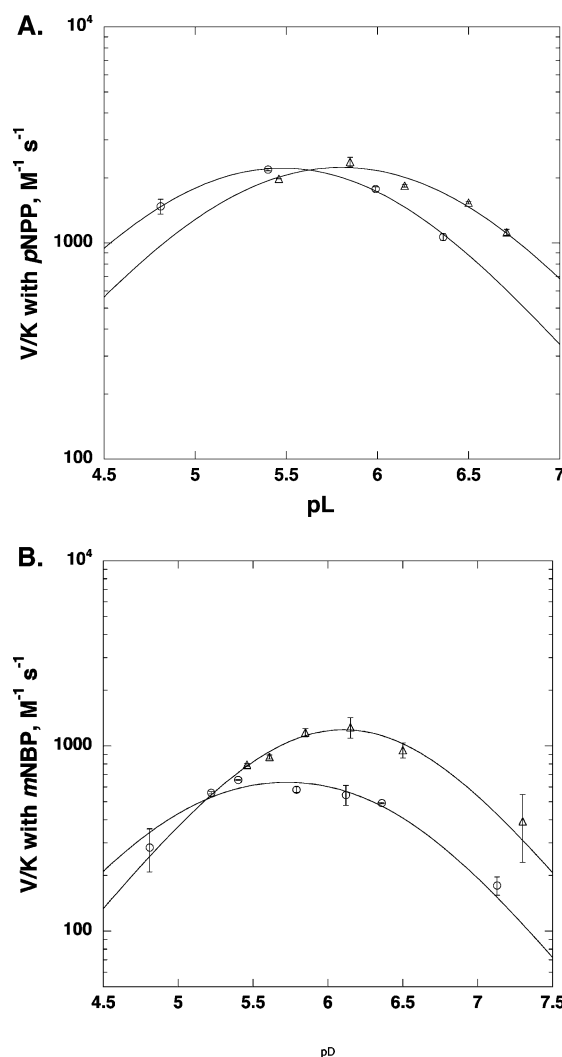 A.
10⁴
1000
100
V/K with pNPP, M⁻¹ s⁻¹
4.5 5 5.5 6 6.5 7
pL
B.
10⁴
1000
100
V/K with mNBP, M⁻¹ s⁻¹
4.5 5 5.5 6 6.5 7 7.5
pD